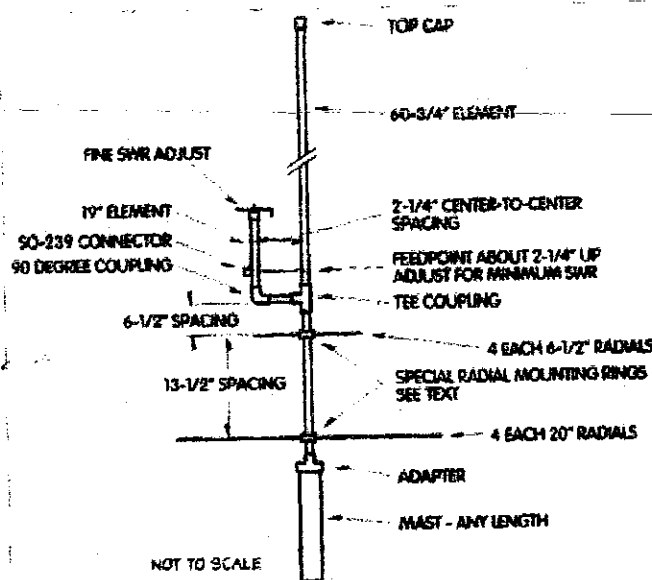 TOP CAP
60-3/4" ELEMENT
FINE SWR ADJUST
19" ELEMENT
2-1/4" CENTER-TO-CENTER
SPACING
SO-239 CONNECTOR
90 DEGREE COUPLING
FEEDPOINT ABOUT 2-1/4" UP
ADJUST FOR MINIMUM SWR
TEE COUPLING
6-1/2" SPACING
4 EACH 6-1/2" RADIALS
13-1/2" SPACING
SPECIAL RADIAL MOUNTING RINGS
SEE TEXT
4 EACH 20" RADIALS
ADAPTER
MAST - ANY LENGTH
NOT TO SCALE